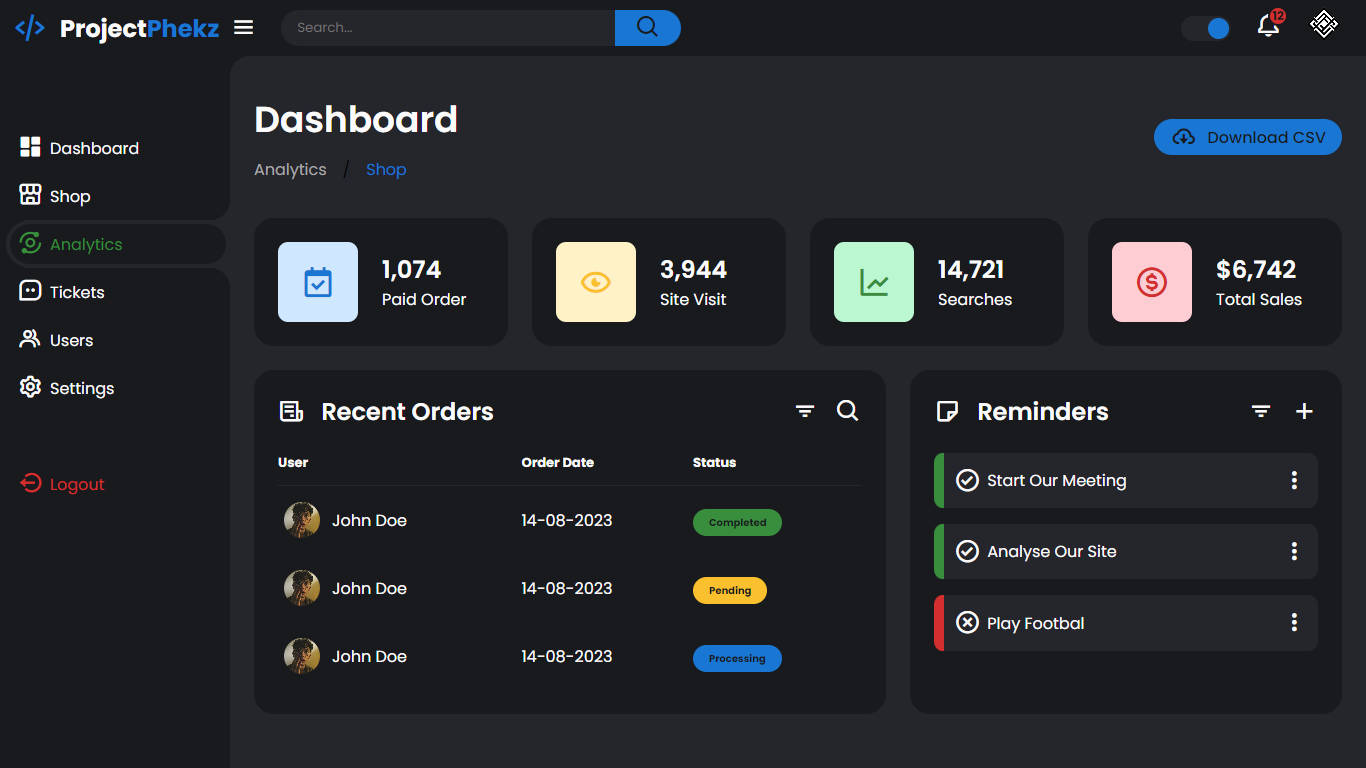 </> ProjectPhekz
Search...
12
Dashboard
Shop
Analytics
Tickets
Users
Settings
Logout
Dashboard
Analytics / Shop
Download CSV
1,074
Paid Order
3,944
Site Visit
14,721
Searches
$6,742
Total Sales
Recent Orders
User Order Date Status
John Doe 14-08-2023 Completed
John Doe 14-08-2023 Pending
John Doe 14-08-2023 Processing
Reminders
Start Our Meeting
Analyse Our Site
Play Footbal